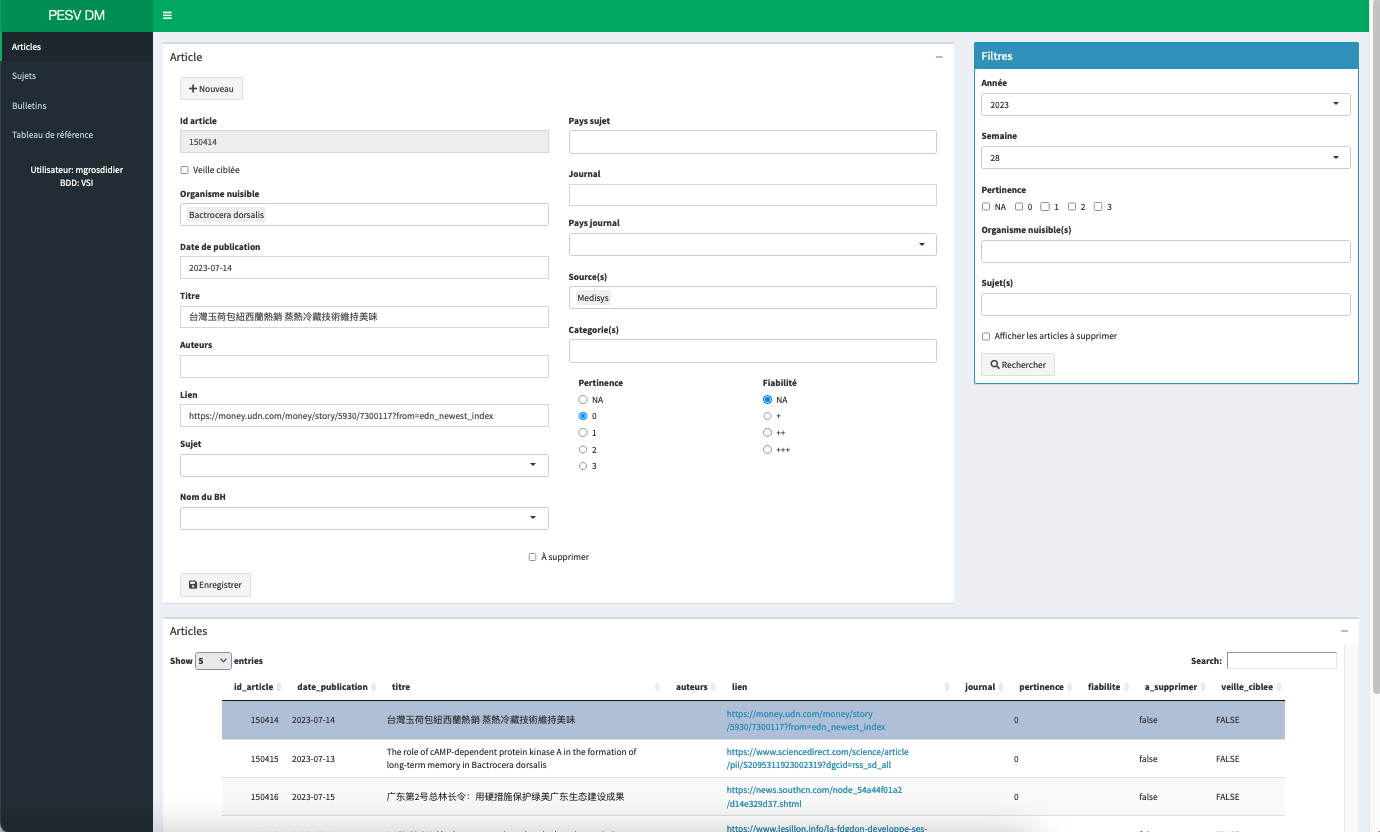 PESV DM
Articles
Sujets
Bulletins
Tableau de référence
Utilisateur: mgrosdidier
BDD: VSI
Article
Nouveau
Id article
150414
Veille ciblée
Organisme nuisible
Bactrocera dorsalis
Date de publication
2023-07-14
Titre
台灣玉荷包紐西蘭熱銷 蒸熱冷藏技術維持美味
Auteurs
Lien
https://money.udn.com/money/story/5930/7300117?from=edn_newest_index
Sujet
Nom du BH
Pays sujet
Journal
Pays journal
Source(s)
Medisys
Categorie(s)
Pertinence
NA
0
1
2
3
Fiabilité
NA
+
++
+++
À supprimer
Enregistrer
Filtres
Année
2023
Semaine
28
Pertinence
NA 0 1 2 3
Organisme nuisible(s)
Sujet(s)
Afficher les articles à supprimer
Rechercher
Articles
Show 5 entries
Search:
id_article date_publication titre auteurs lien journal pertinence fiabilite a_supprimer veille_ciblee
150414 2023-07-14 台灣玉荷包紐西蘭熱銷 蒸熱冷藏技術維持美味 https://money.udn.com/money/story
/5930/7300117?from=edn_newest_index 0 false FALSE
150415 2023-07-13 The role of cAMP-dependent protein kinase A in the formation of
long-term memory in Bactrocera dorsalis
https://www.sciencedirect.com/science/article
/pii/S2095311923002319?dgcid=rss_sd_all 0 false FALSE
150416 2023-07-15 广东第2号总林长令：用硬措施保护绿美广东生态建设成果 https://news.southcn.com/node_54a44f01a2
/d14e329d37.shtml 0 false FALSE
https://www.lesillon.info/la-fdgdon-developpe-ses-